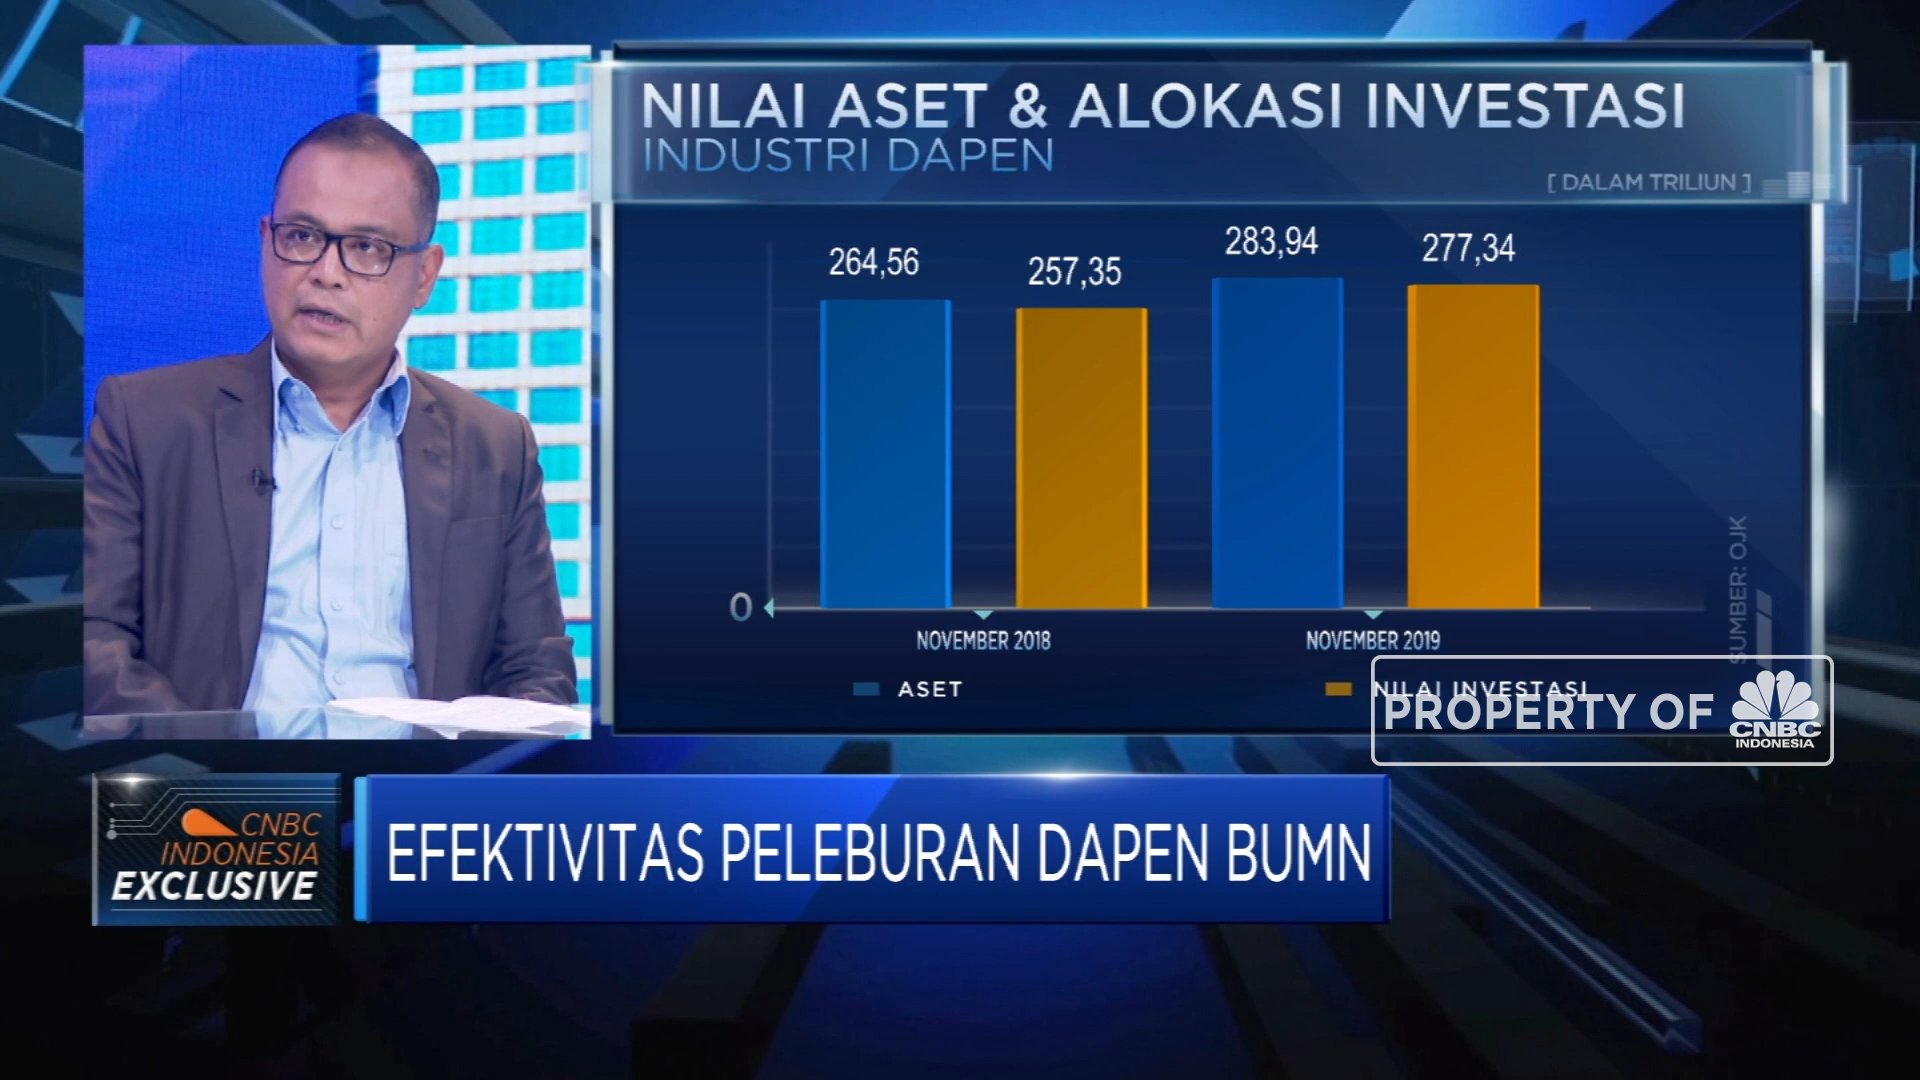 NILAI ASET & ALOKASI INVESTASI
INDUSTRI DAPEN
[ DALAM TRILIUN ]
264,56
257,35
283,94
277,34
0
NOVEMBER 2018
NOVEMBER 2019
ASET
NILAI INVESTASI
SUMBER: OJK
PROPERTY OF
CNBC
INDONESIA
CNBC
INDONESIA
EXCLUSIVE
EFEKTIVITAS PELEBURAN DAPEN BUMN